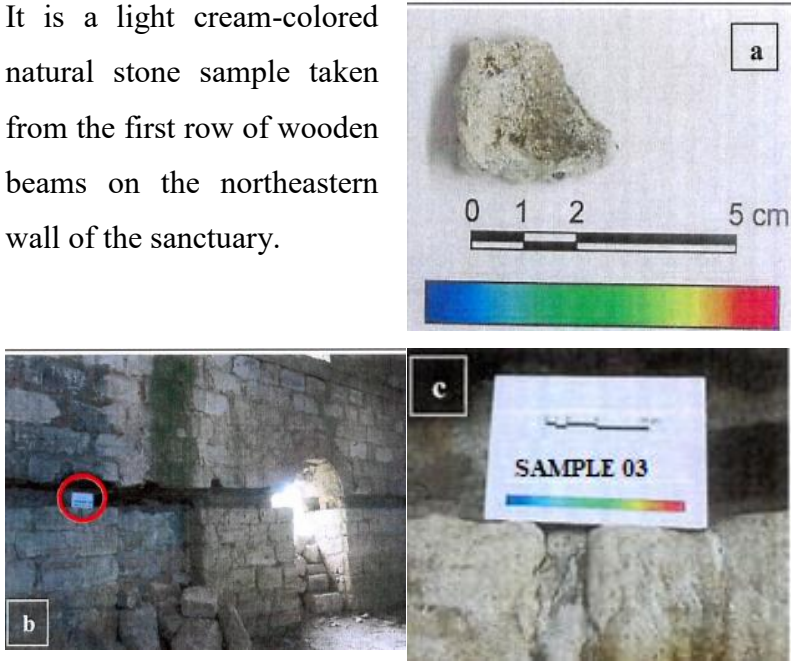 It is a light cream-colored
natural stone sample taken
from the first row of wooden
beams on the northeastern
wall of the sanctuary.
a
0 1 2 5 cm
b
c
SAMPLE 03